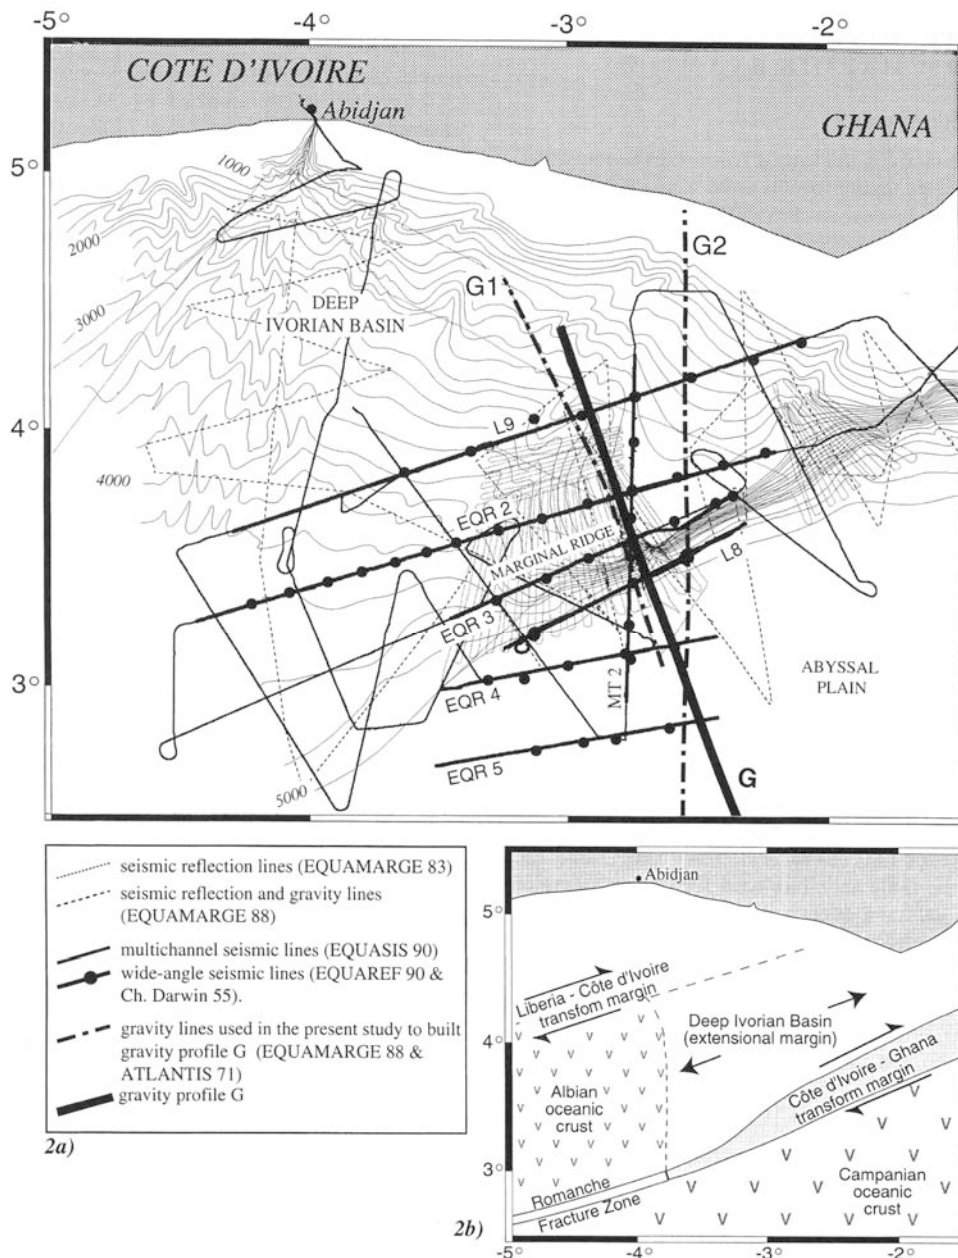 -5° -4° -3° -2°
COTE D'IVOIRE
Abidjan
GHANA
5°
1000
2000
G2
G1
DEEP
IVORIAN BASIN
3000
4°
L9
4000
EQR 2
MARGINAL RIDGE
L8
EQR 3
3°
ABYSSAL
PLAIN
EQR 4
MT 2
EQR 5
G
5000
seismic reflection lines (EQUAMARGE 83)
seismic reflection and gravity lines
(EQUAMARGE 88)
multichannel seismic lines (EQUASIS 90)
wide-angle seismic lines (EQUAREF 90 &
Ch. Darwin 55).
gravity lines used in the present study to built
gravity profile G (EQUAMARGE 88 &
ATLANTIS 71)
gravity profile G
2a)
Abidjan
5°
Liberia - Côte d'Ivoire
transfom margin
Deep Ivorian Basin
(extensional margin)
4°
Côte d'Ivoire - Ghana
transform margin
Albian
oceanic
crust
3°
Romanche
Fracture Zone
Campanian
oceanic
crust
2b)
-5° -4° -3° -2°